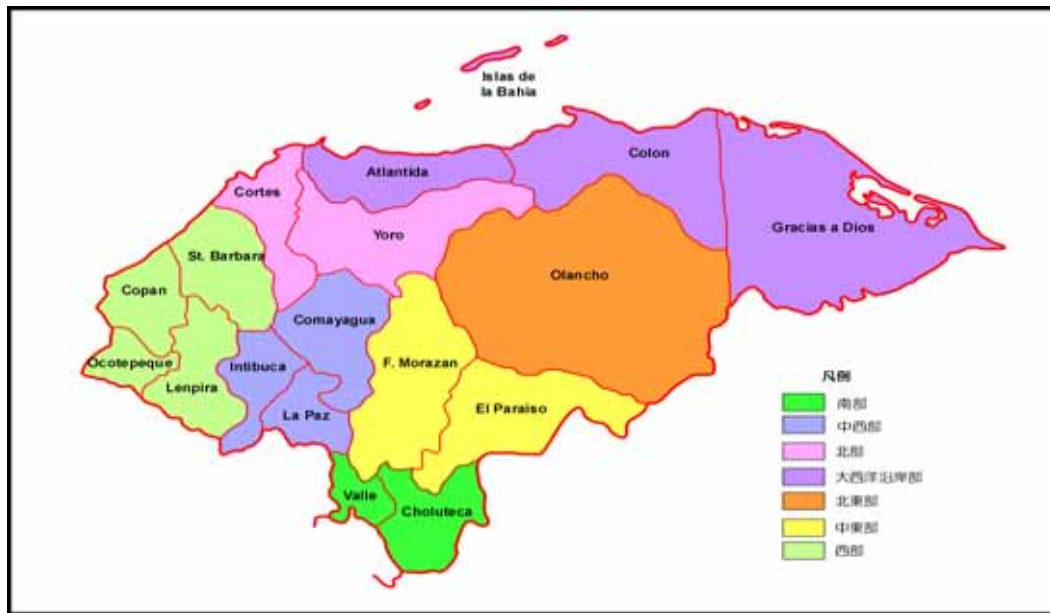 Islas de
la Bahia
Atlantida
Colon
Cortes
Gracias a Dios
Yoro
St. Barbara
Olancho
Copan
Comayagua
Ocotepeque
Intibuca
F. Morazan
Lenpira
La Paz
El Paraiso
Valle
Choluteca
凡例
南部
中西部
北部
大西洋沿岸部
北東部
中東部
西部